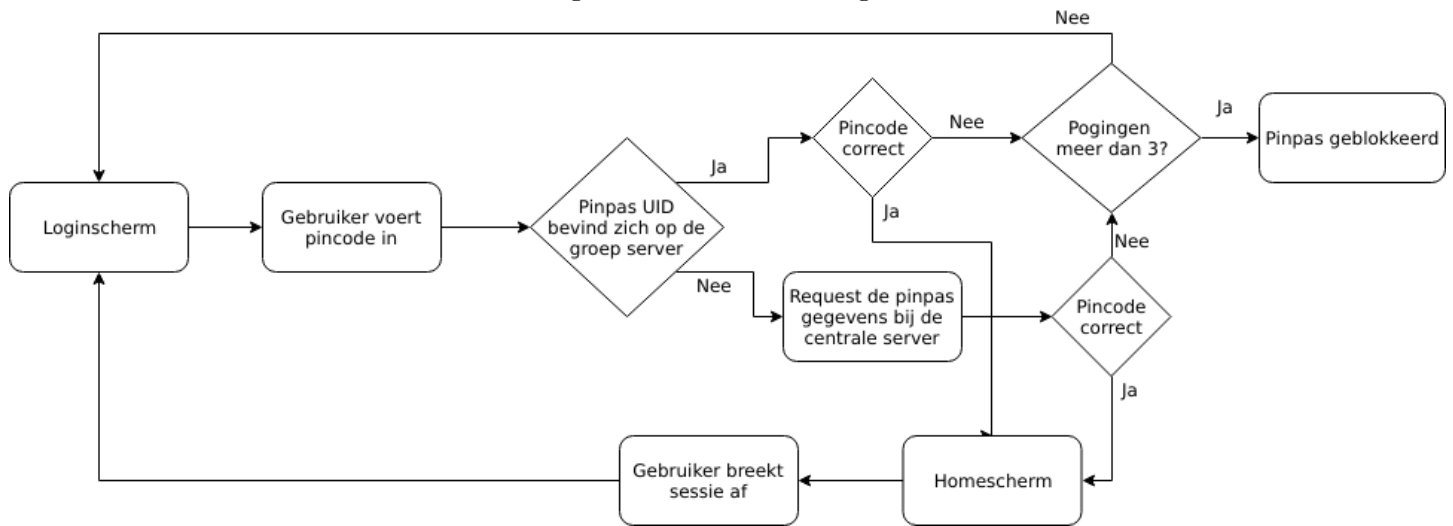 Nee
Pincode
correct
Nee
Pogingen
meer dan 3?
Ja
Pinpas geblokkeerd
Loginscherm
Gebruiker voert
pincode in
Pinpas UID
bevind zich op de
groep server
Ja
Ja
Nee
Nee
Request de pinpas
gegevens bij de
centrale server
Pincode
correct
Ja
Gebruiker breekt
sessie af
Homescherm